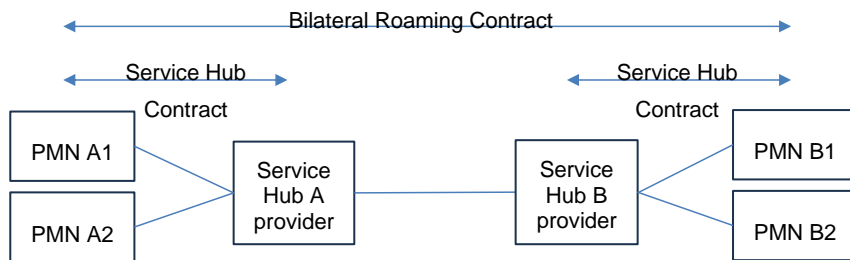 Bilateral Roaming Contract
Service Hub
Contract
Service Hub
Contract
PMN A1
PMN A2
Service
Hub A
provider
Service
Hub B
provider
PMN B1
PMN B2